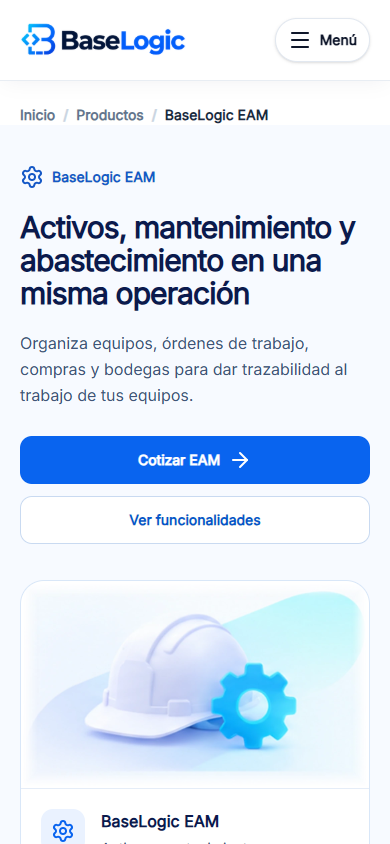 BaseLogic
Menú
Inicio / Productos / BaseLogic EAM
BaseLogic EAM
Activos, mantenimiento y
abastecimiento en una
misma operación
Organiza equipos, órdenes de trabajo,
compras y bodegas para dar trazabilidad al
trabajo de tus equipos.
Cotizar EAM
Ver funcionalidades
BaseLogic EAM